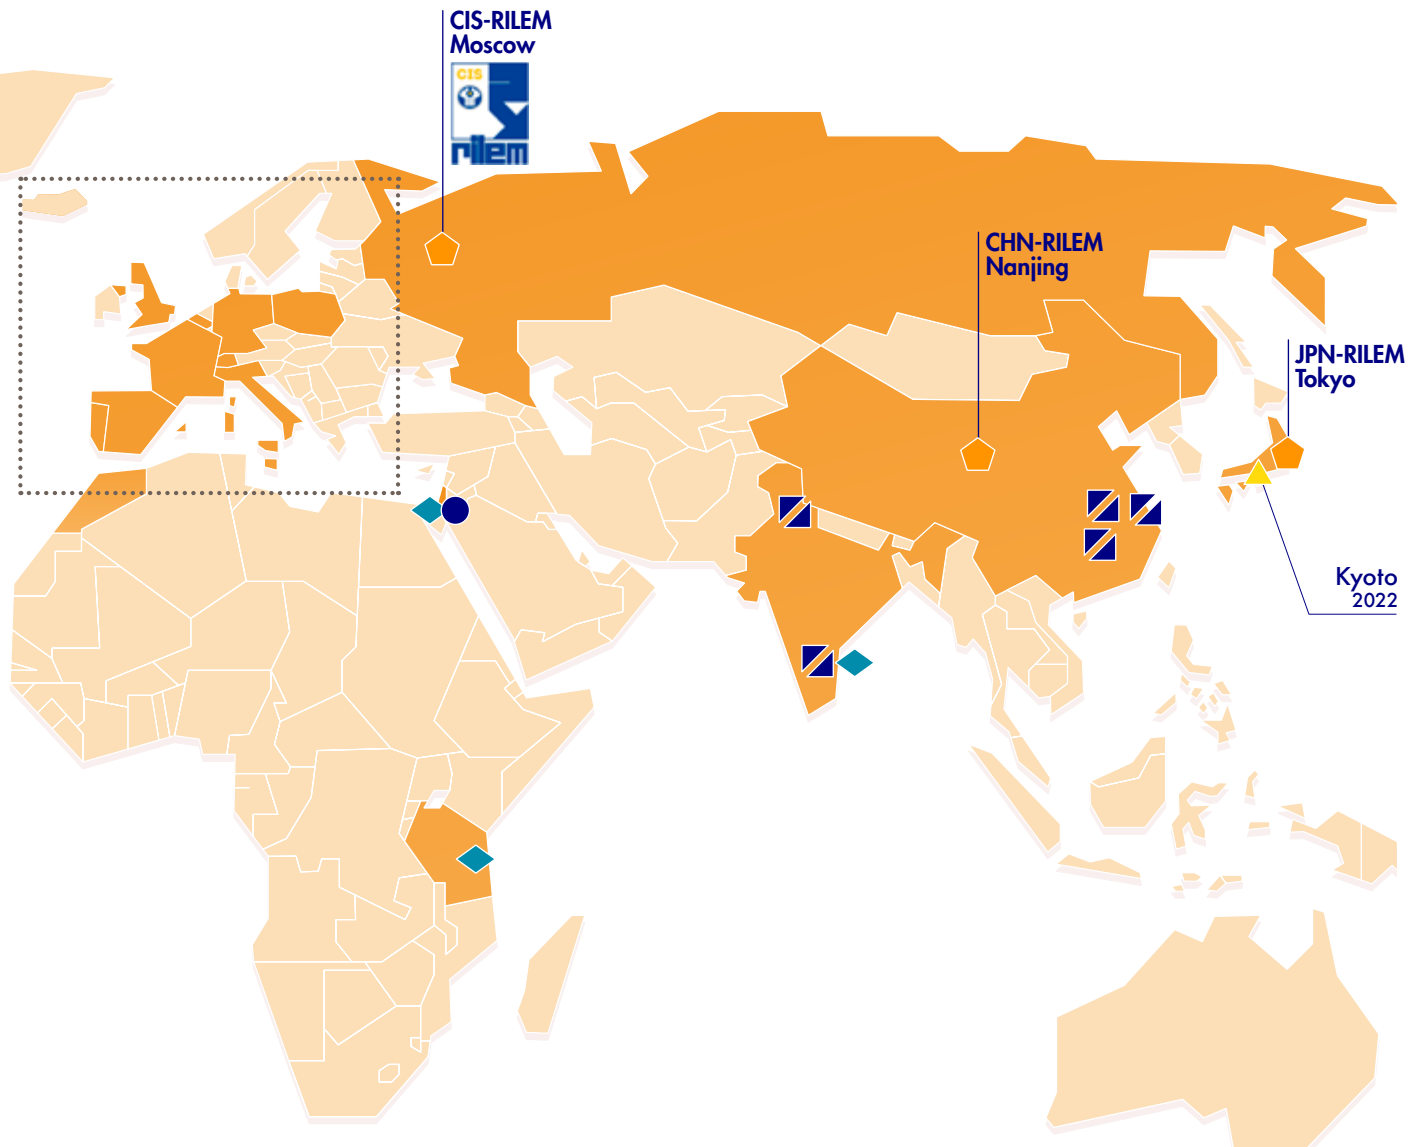 CIS-RILEM
Moscow
CIS
rilem
CHN-RILEM
Nanjing
JPN-RILEM
Tokyo
Kyoto
2022